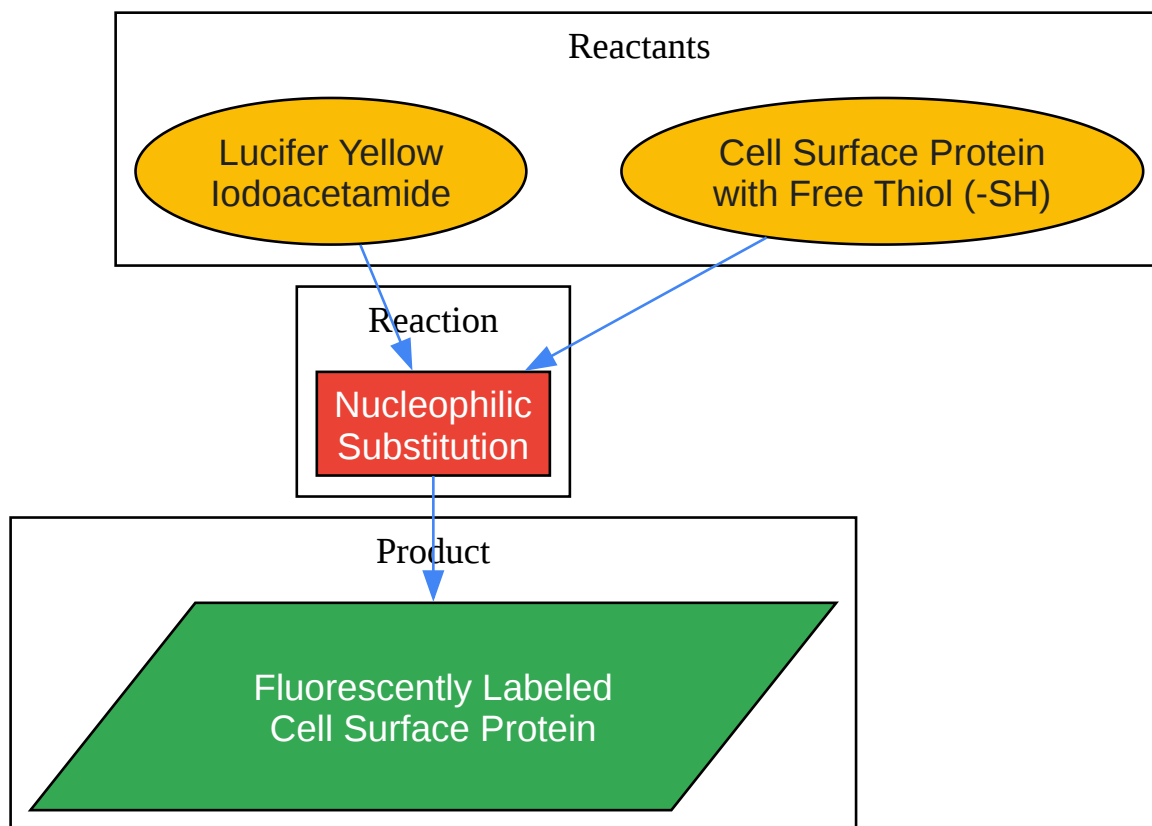 Reactants
Lucifer Yellow
Iodoacetamide
Cell Surface Protein
with Free Thiol (-SH)
Reaction
Nucleophilic
Substitution
Product
Fluorescently Labeled
Cell Surface Protein